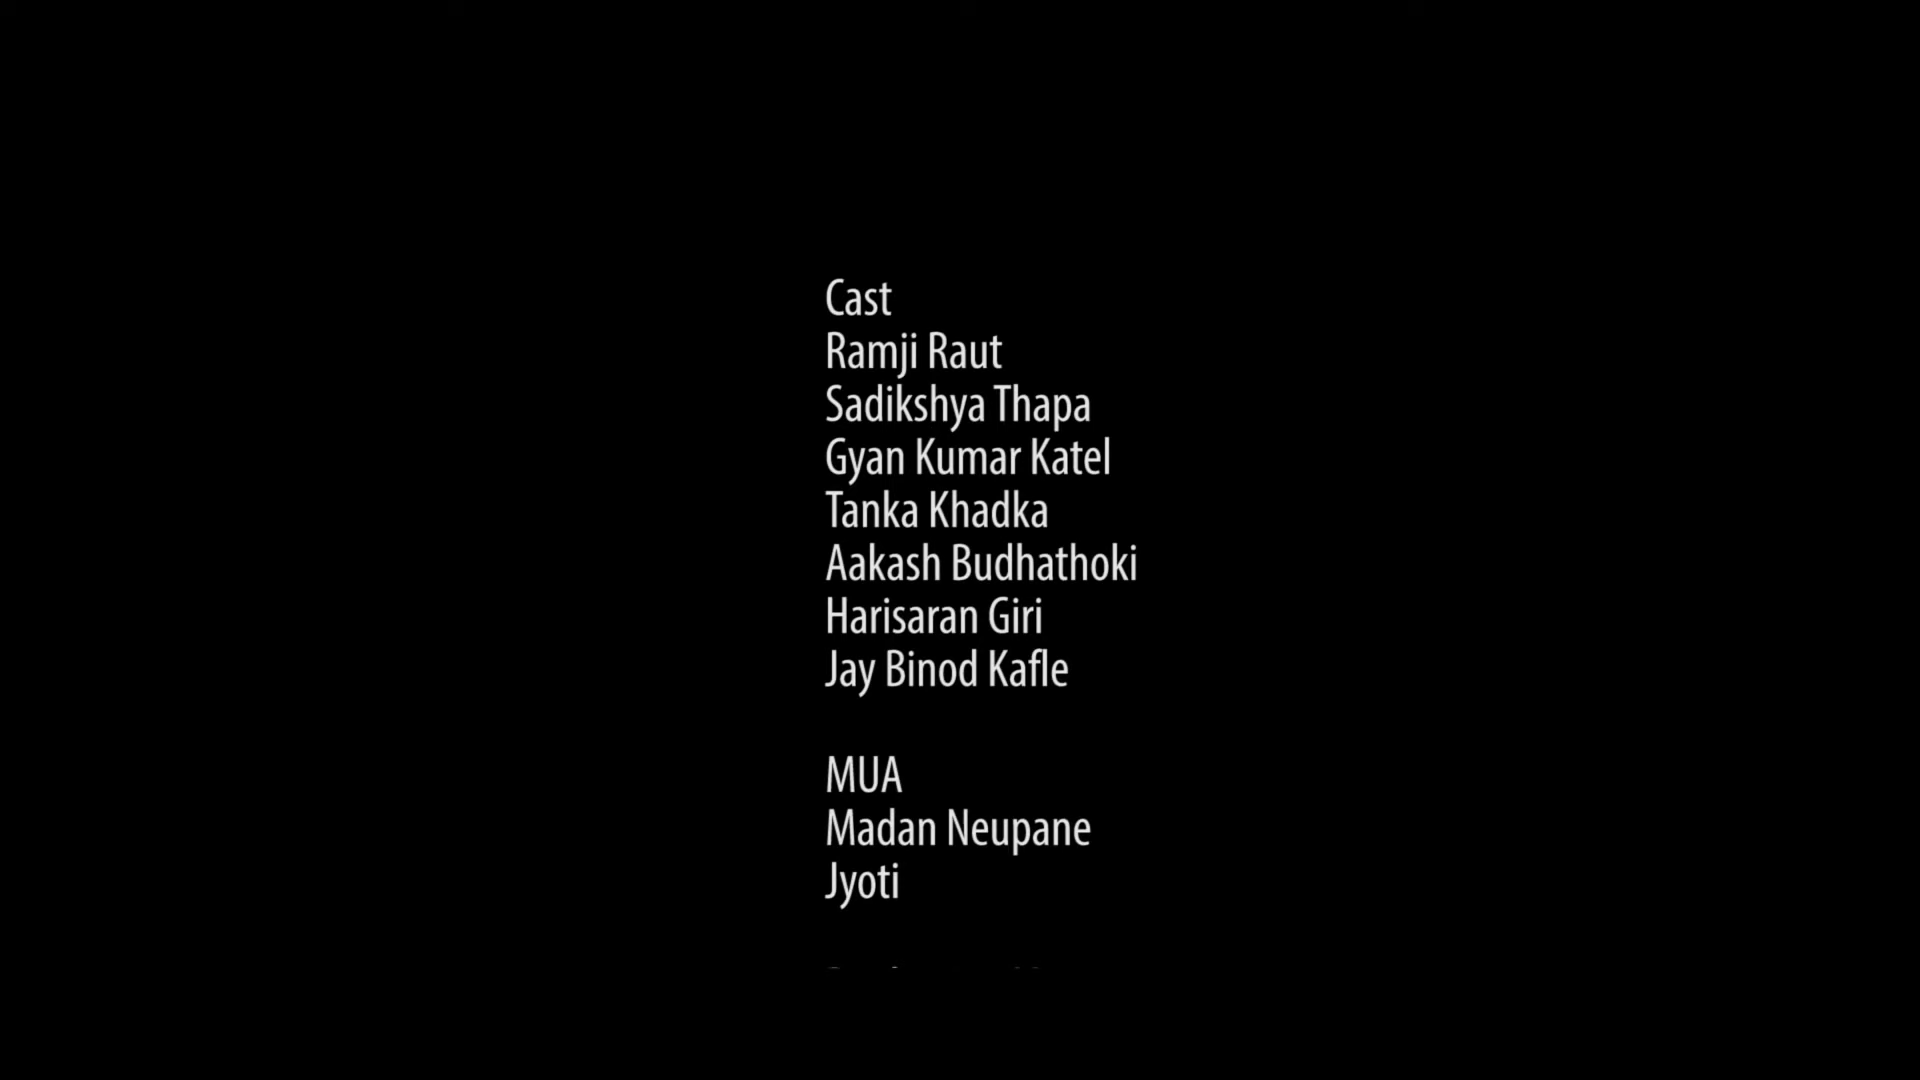 Cast
Ramji Raut
Sadikshya Thapa
Gyan Kumar Katel
Tanka Khadka
Aakash Budhathoki
Harisaran Giri
Jay Binod Kafle
MUA
Madan Neupane
Jyoti